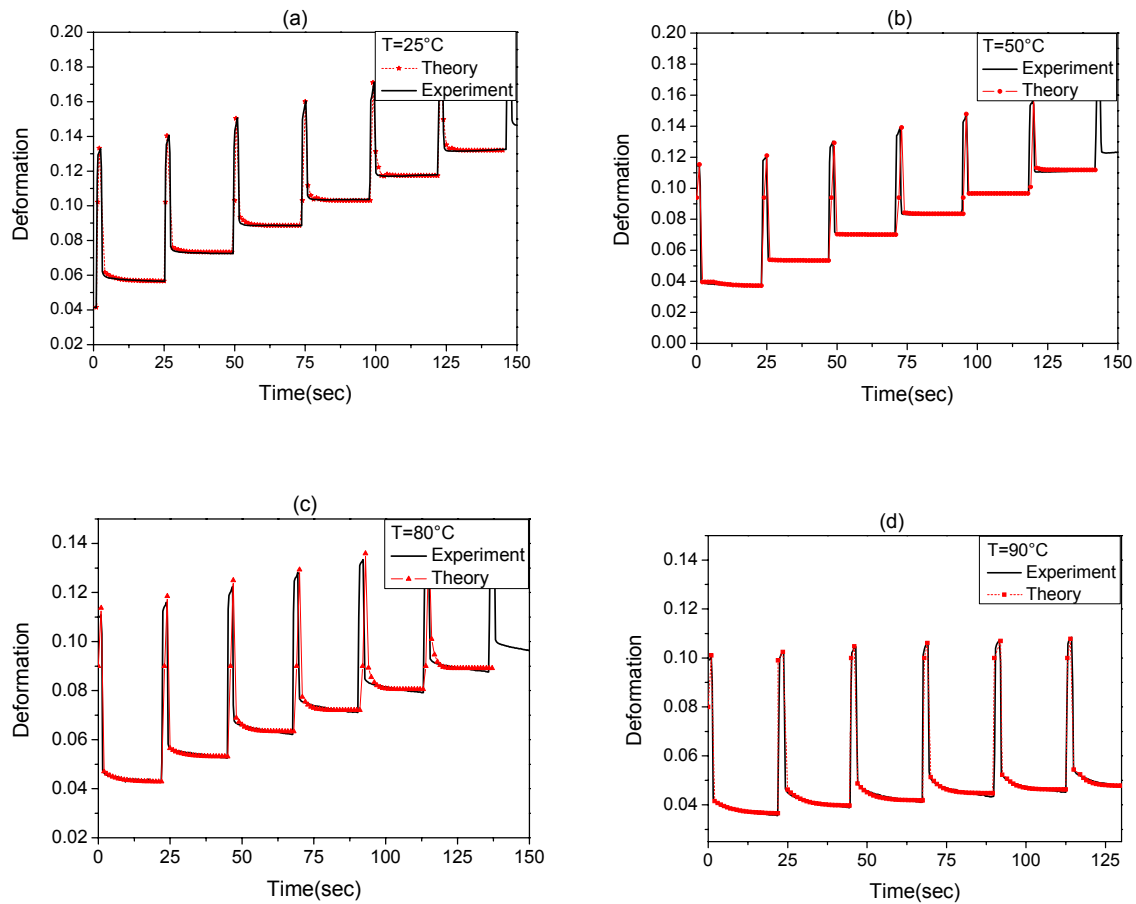 (a)
T=25°C
Theory
Experiment
0.20
0.18
0.16
0.14
0.12
0.10
0.08
0.06
0.04
0.02
Deformation
0 25 50 75 100 125 150
Time(sec)
(b)
T=50°C
Experiment
Theory
0.20
0.18
0.16
0.14
0.12
0.10
0.08
0.06
0.04
0.02
0.00
Deformation
0 25 50 75 100 125 150
Time(sec)
(c)
T=80°C
Experiment
Theory
0.14
0.12
0.10
0.08
0.06
0.04
0.02
Deformation
0 25 50 75 100 125 150
Time(sec)
(d)
T=90°C
Experiment
Theory
0.14
0.12
0.10
0.08
0.06
0.04
Deformation
0 25 50 75 100 125
Time(sec)